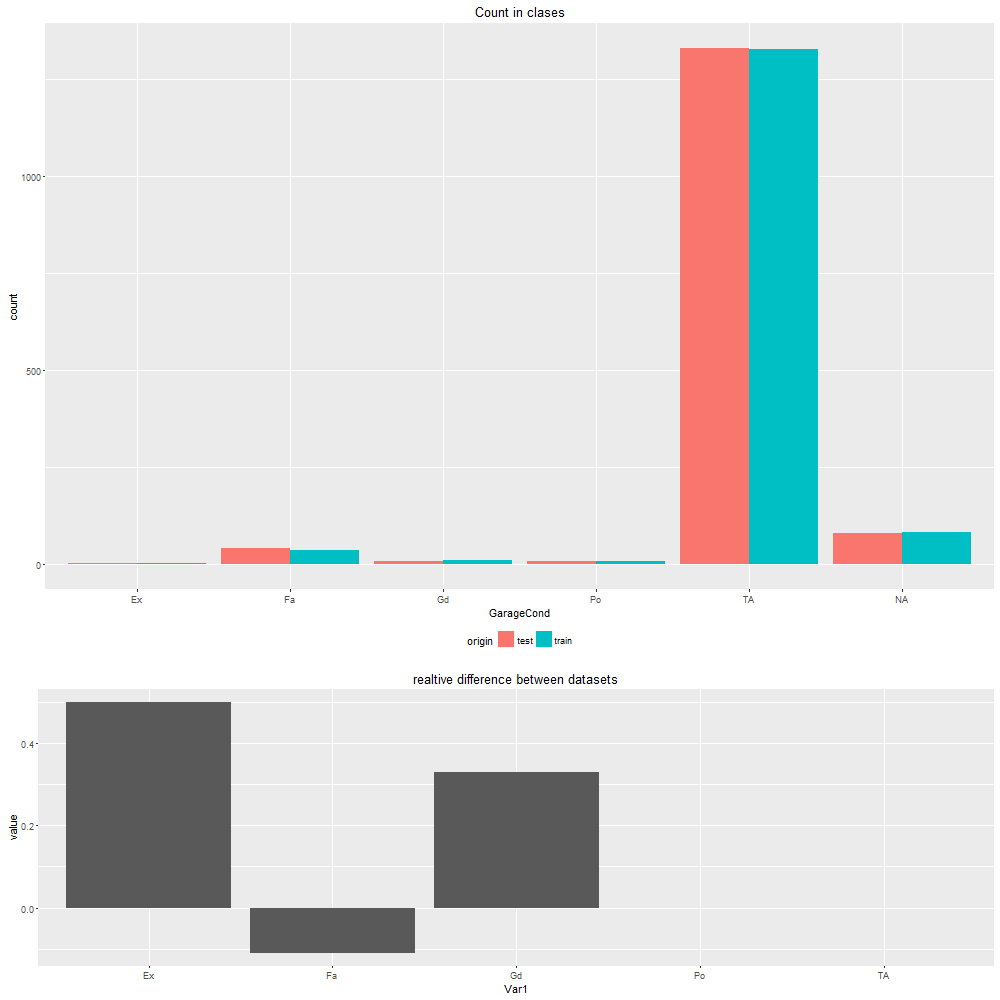 Count in clases
1000
500
0
count
Ex Fa Gd Po TA NA
GarageCond
origin test train
realtive difference between datasets
0.4
0.2
0.0
value
Ex Fa Gd Po TA
Var1